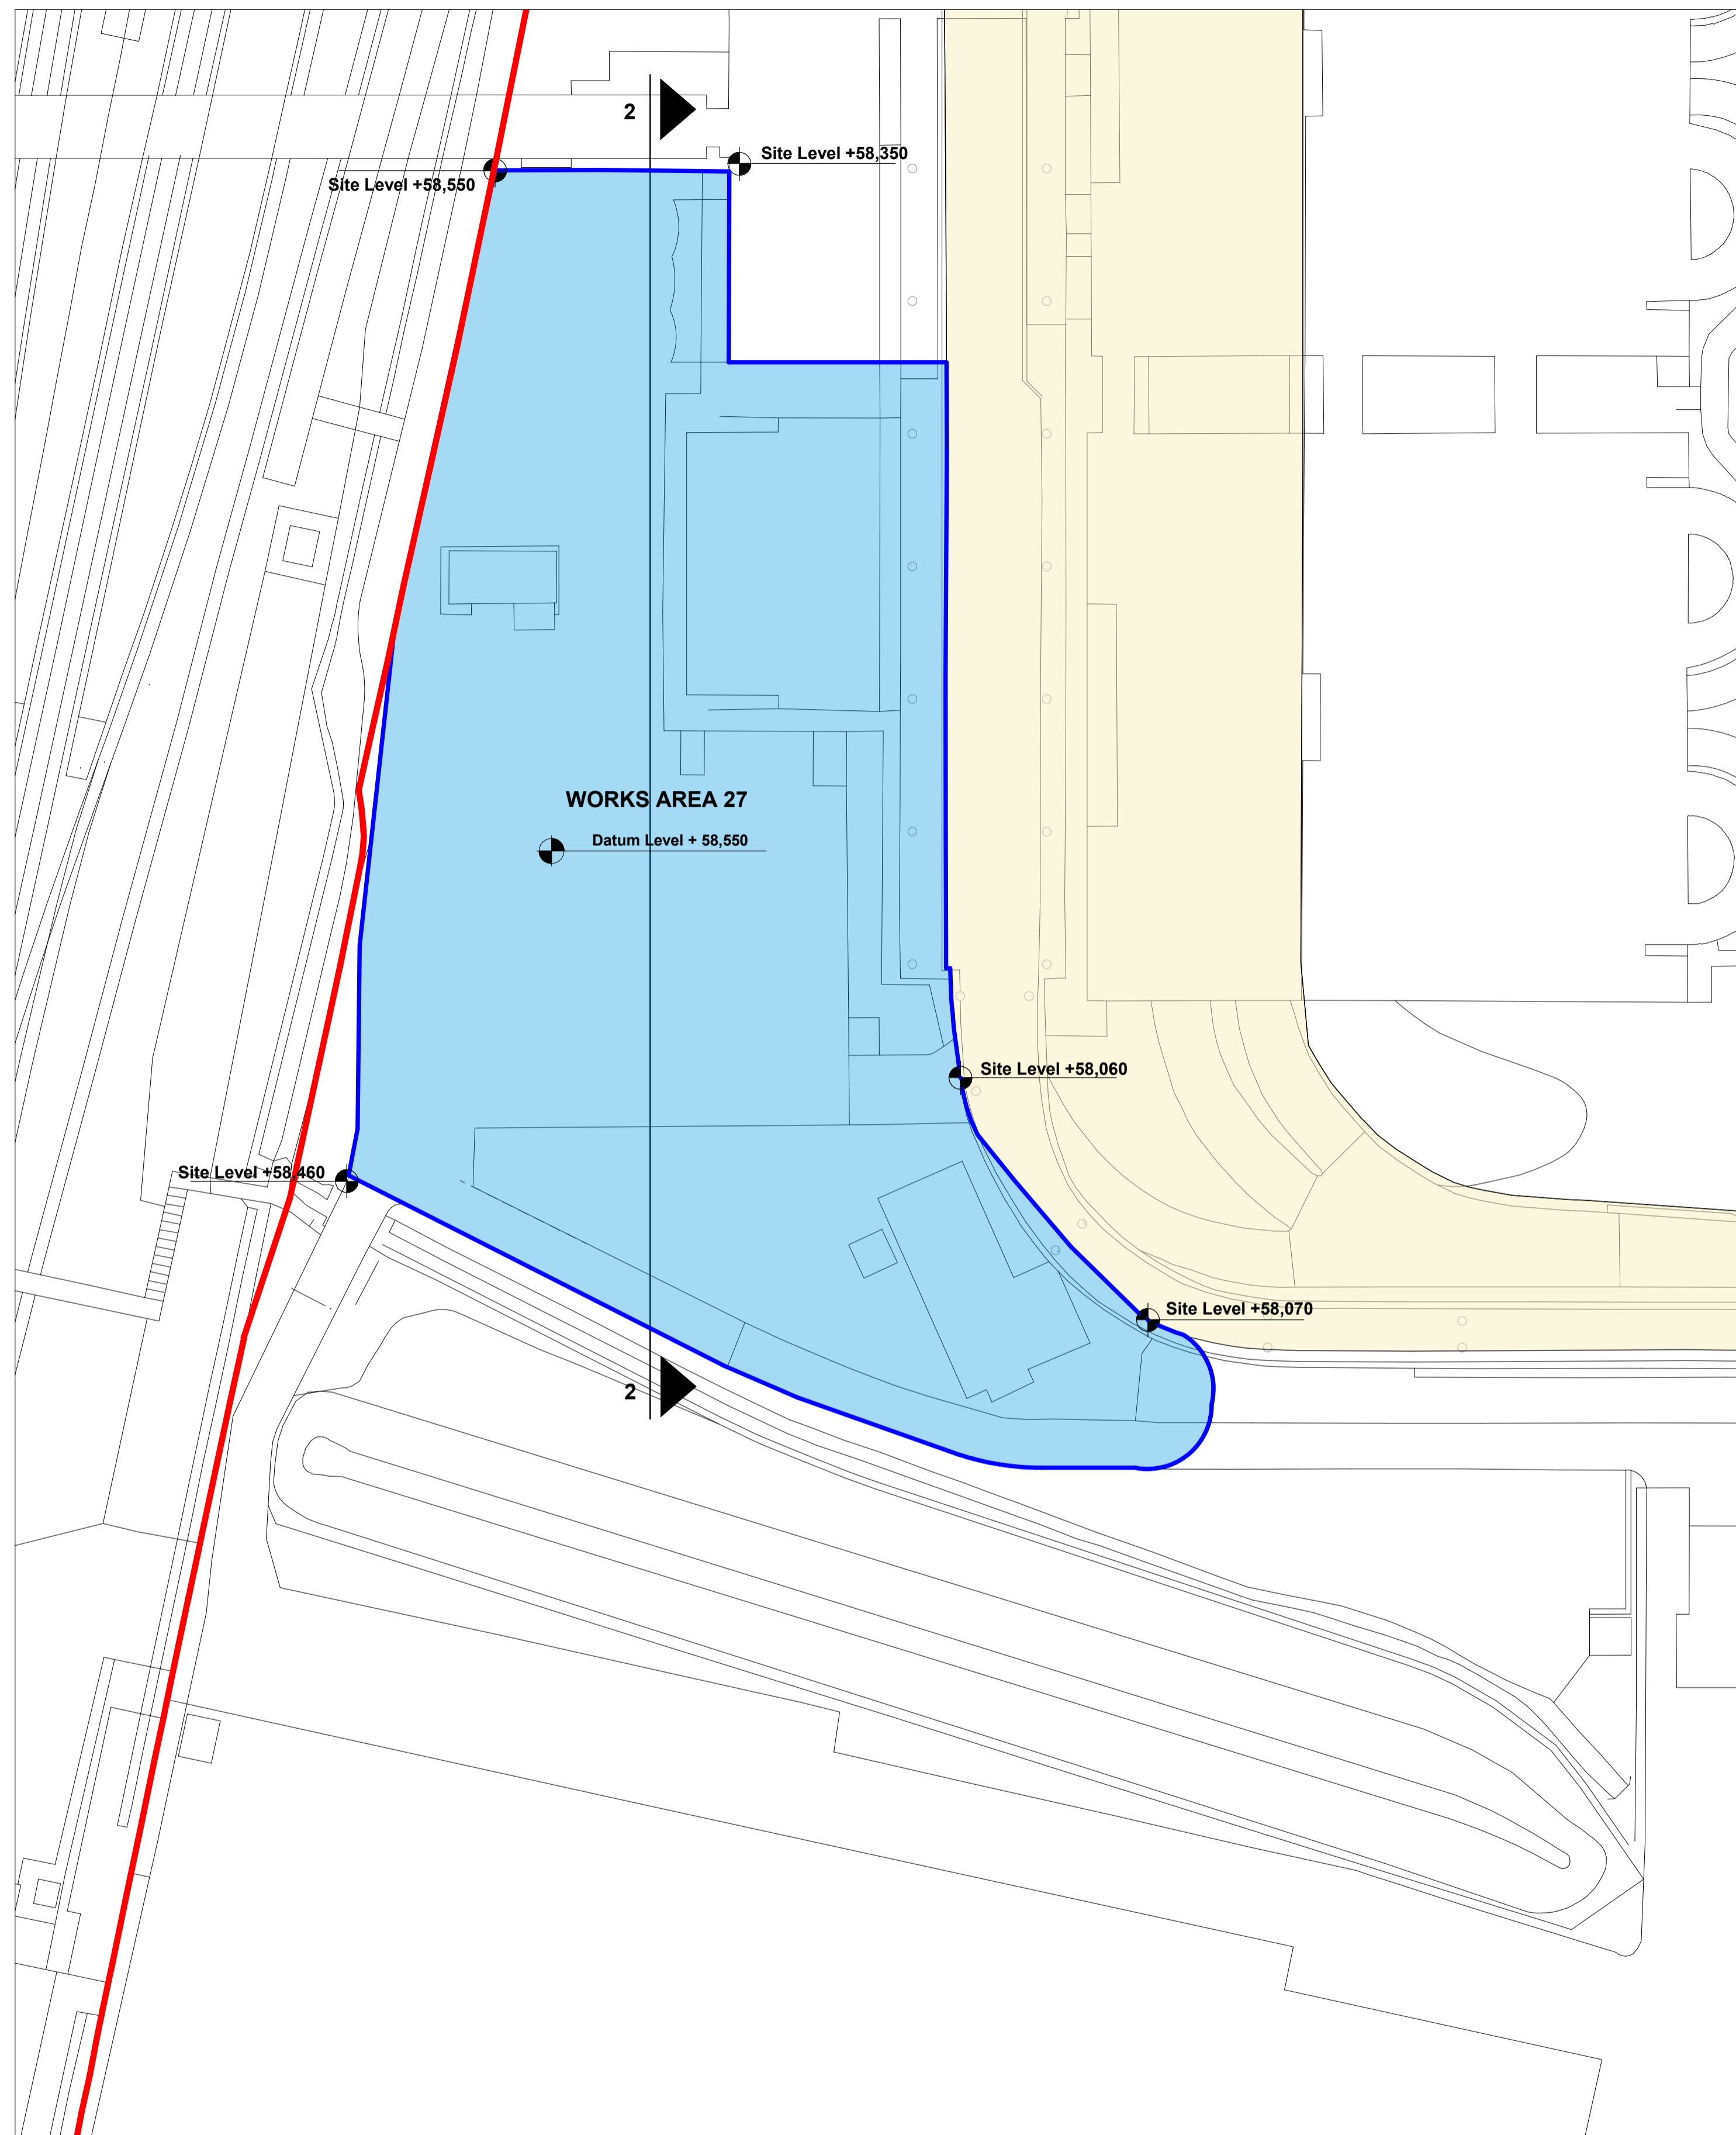 2
Site Level +58,350
Site Level +58,550
WORKS AREA 27
Datum Level + 58,550
Site Level +58,060
Site Level +58,460
Site Level +58,070
2